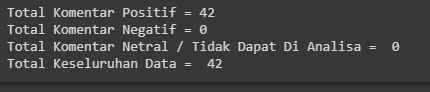 Total Komentar Positif = 42
Total Komentar Negatif = 0
Total Komentar Netral / Tidak Dapat Di Analisa =  0
Total Keseluruhan Data =  42